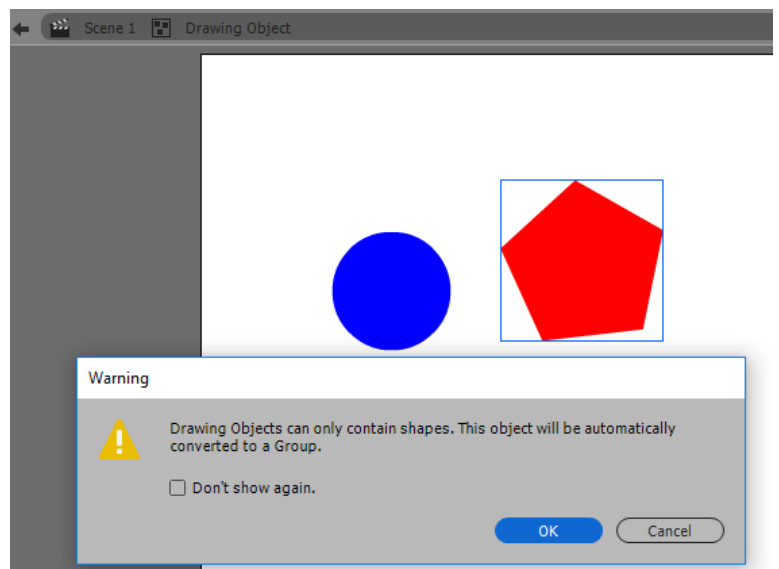 Scene 1 Drawing Object
Warning
Drawing Objects can only contain shapes. This object will be automatically
converted to a Group.
Don't show again.
OK Cancel